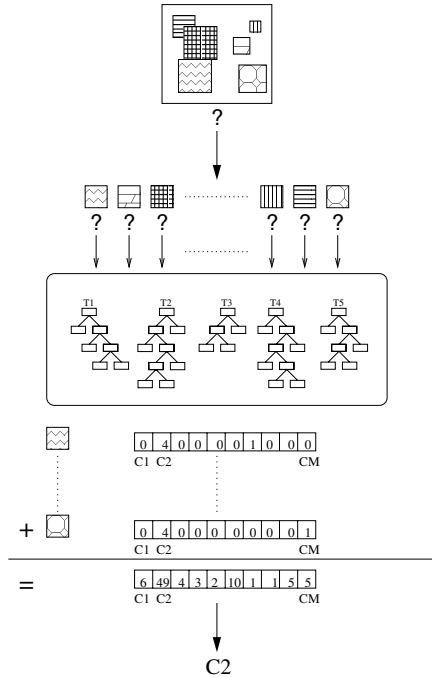 ?
? ? ? ? ? ?
T1 T2 T3 T4 T5
0 4 0 0 0 0 1 0 0 0
C1 C2 CM
+
0 4 0 0 0 0 0 0 0 1
C1 C2 CM
=
6 49 4 3 2 10 1 1 5 5
C1 C2 CM
C2